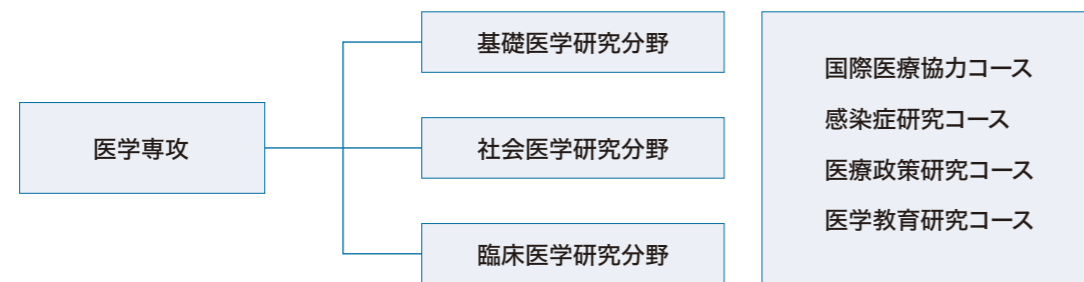 医学専攻
基礎医学研究分野
社会医学研究分野
臨床医学研究分野
国際医療協力コース
感染症研究コース
医療政策研究コース
医学教育研究コース